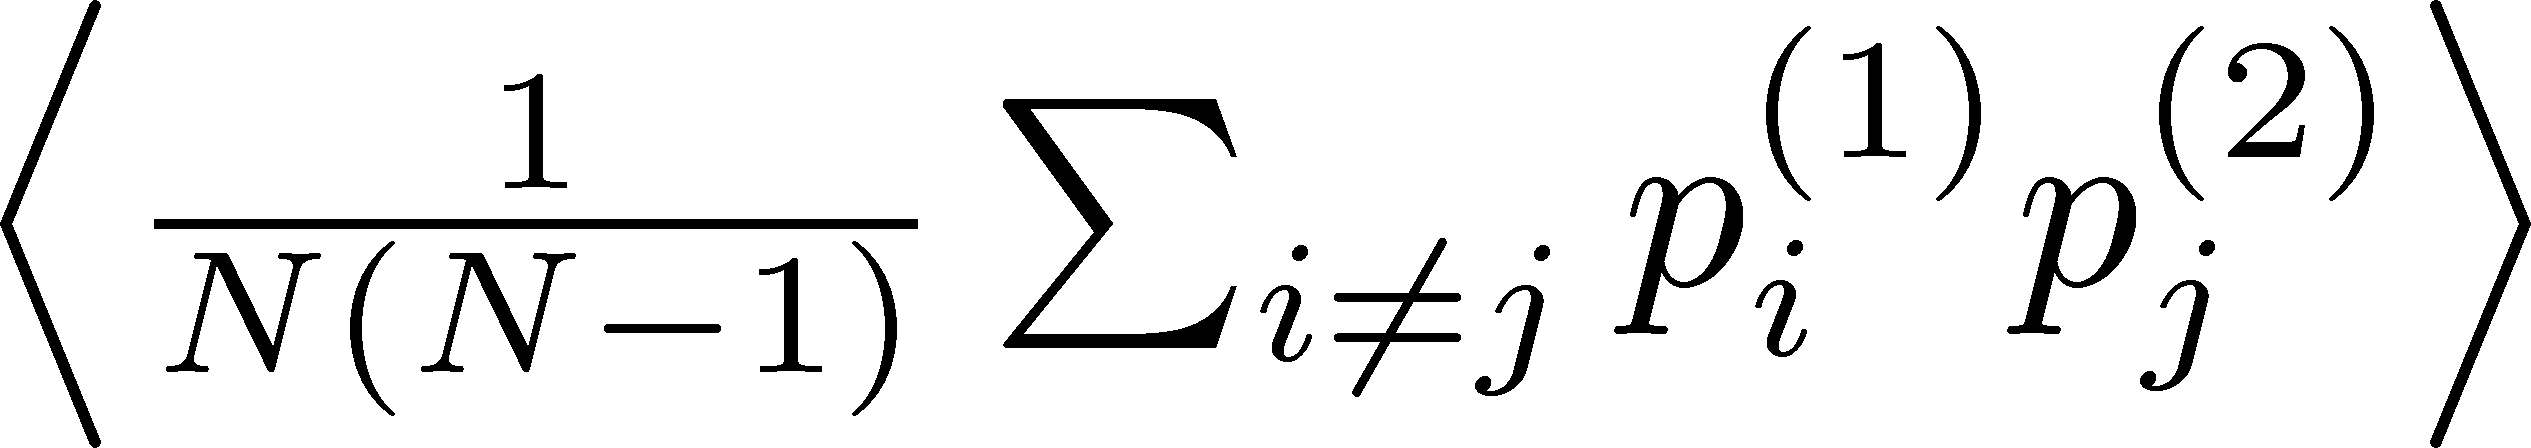 $\left\langle \frac{1}{N(N-1)} \sum_{i \neq j} p_i^{(1)} p_j^{(2)} \right\rangle$